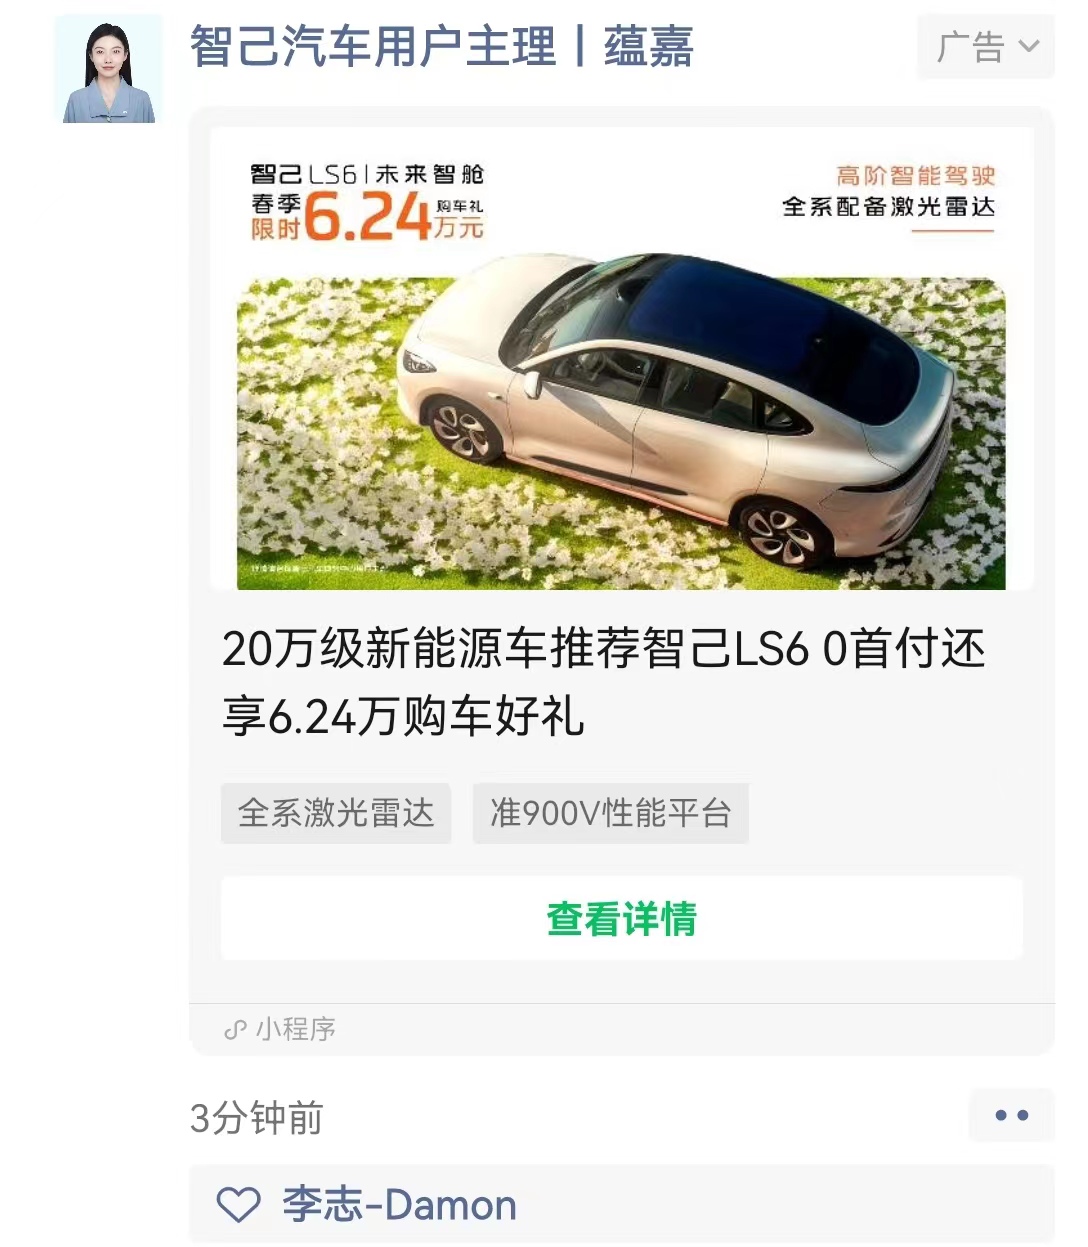 智己汽车用户主理丨蕴嘉
广告
智己LS6|未来智舱
春季
限时
6.24
购车礼
万元
高阶智能驾驶
全系配备激光雷达
20万级新能源车推荐智己LS6 0首付还
享6.24万购车好礼
全系激光雷达
准900V性能平台
查看详情
小程序
3分钟前
李志-Damon